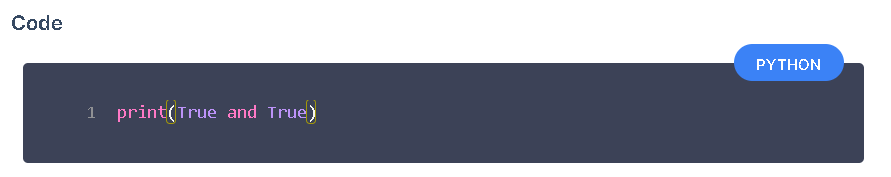 Code
PYTHON
1 print(True and True)